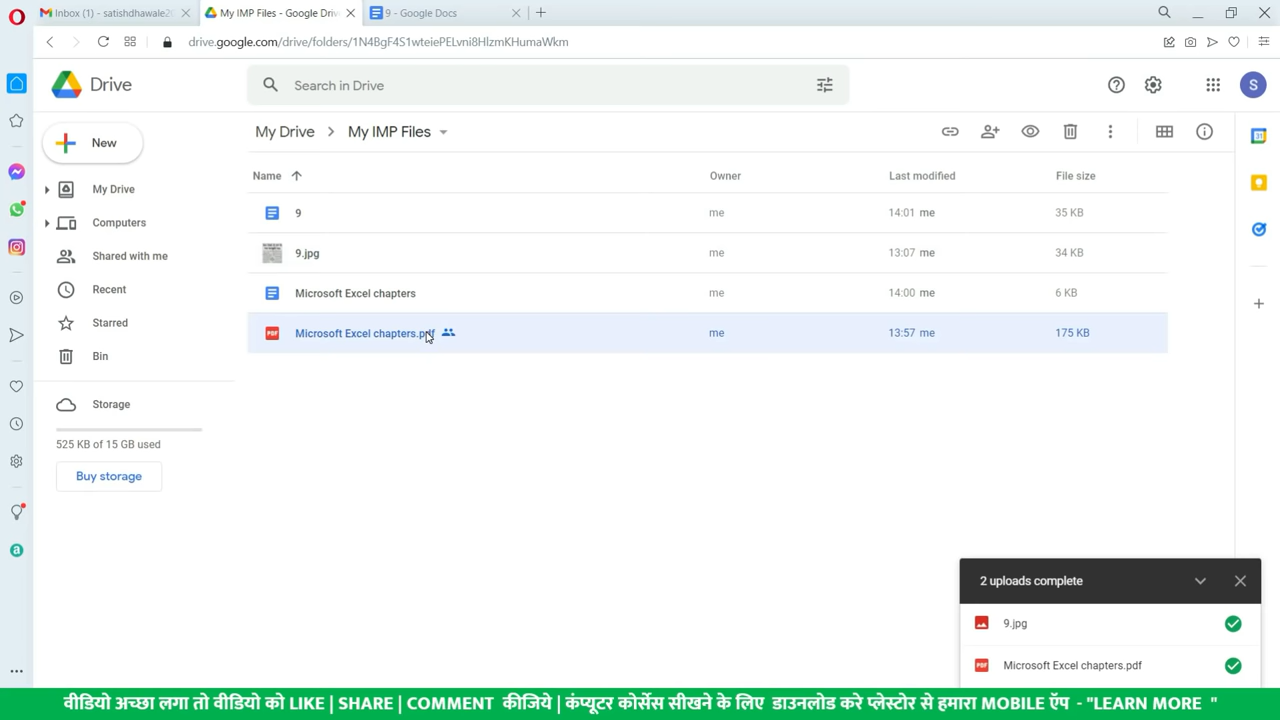 Inbox (1) - satishdhawale2
My IMP Files - Google Driv
9 - Google Docs
drive.google.com/drive/folders/1N4BgF4S1wteiePELvni8HlzmKHumaWkm
Drive
Search in Drive
S
New
My Drive
Computers
Shared with me
Recent
Starred
Bin
Storage
525 KB of 15 GB used
Buy storage
My Drive > My IMP Files
Name Owner Last modified File size
9 me 14:01 me 35 KB
9.jpg me 13:07 me 34 KB
Microsoft Excel chapters me 14:00 me 6 KB
PDF Microsoft Excel chapters.pdf me 13:57 me 175 KB
31
2 uploads complete
9.jpg
PDF Microsoft Excel chapters.pdf
वीडियो अच्छा लगा तो वीडियो को LIKE | SHARE | COMMENT कीजिये | कंप्यूटर कोर्सेस सीखने के लिए डाउनलोड करे प्लेस्टोर से हमारा MOBILE ऍप - "LEARN MORE "